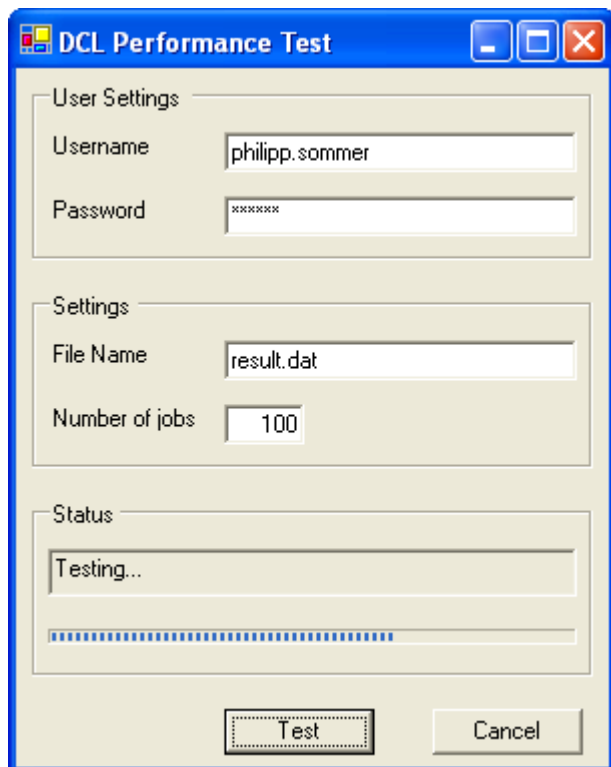 DCL Performance Test
User Settings
Username philipp.sommer
Password ******
Settings
File Name result.dat
Number of jobs 100
Status
Testing...
Test Cancel